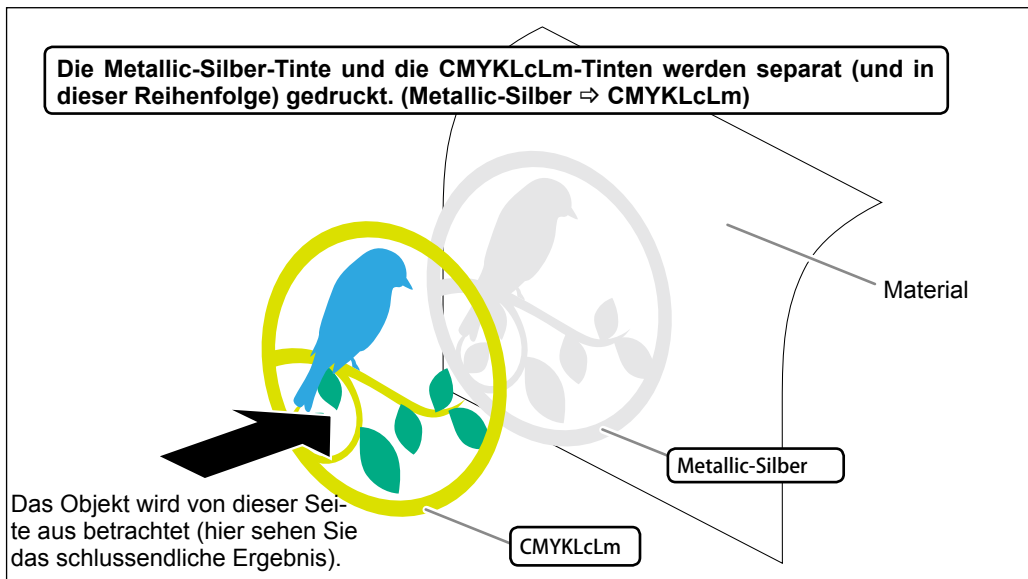 Die Metallic-Silber-Tinte und die CMYKLcLm-Tinten werden separat (und in
dieser Reihenfolge) gedruckt. (Metallic-Silber ⇨ CMYKLcLm)
Material
Metallic-Silber
Das Objekt wird von dieser Sei-
te aus betrachtet (hier sehen Sie
das schlussendliche Ergebnis).
CMYKLcLm